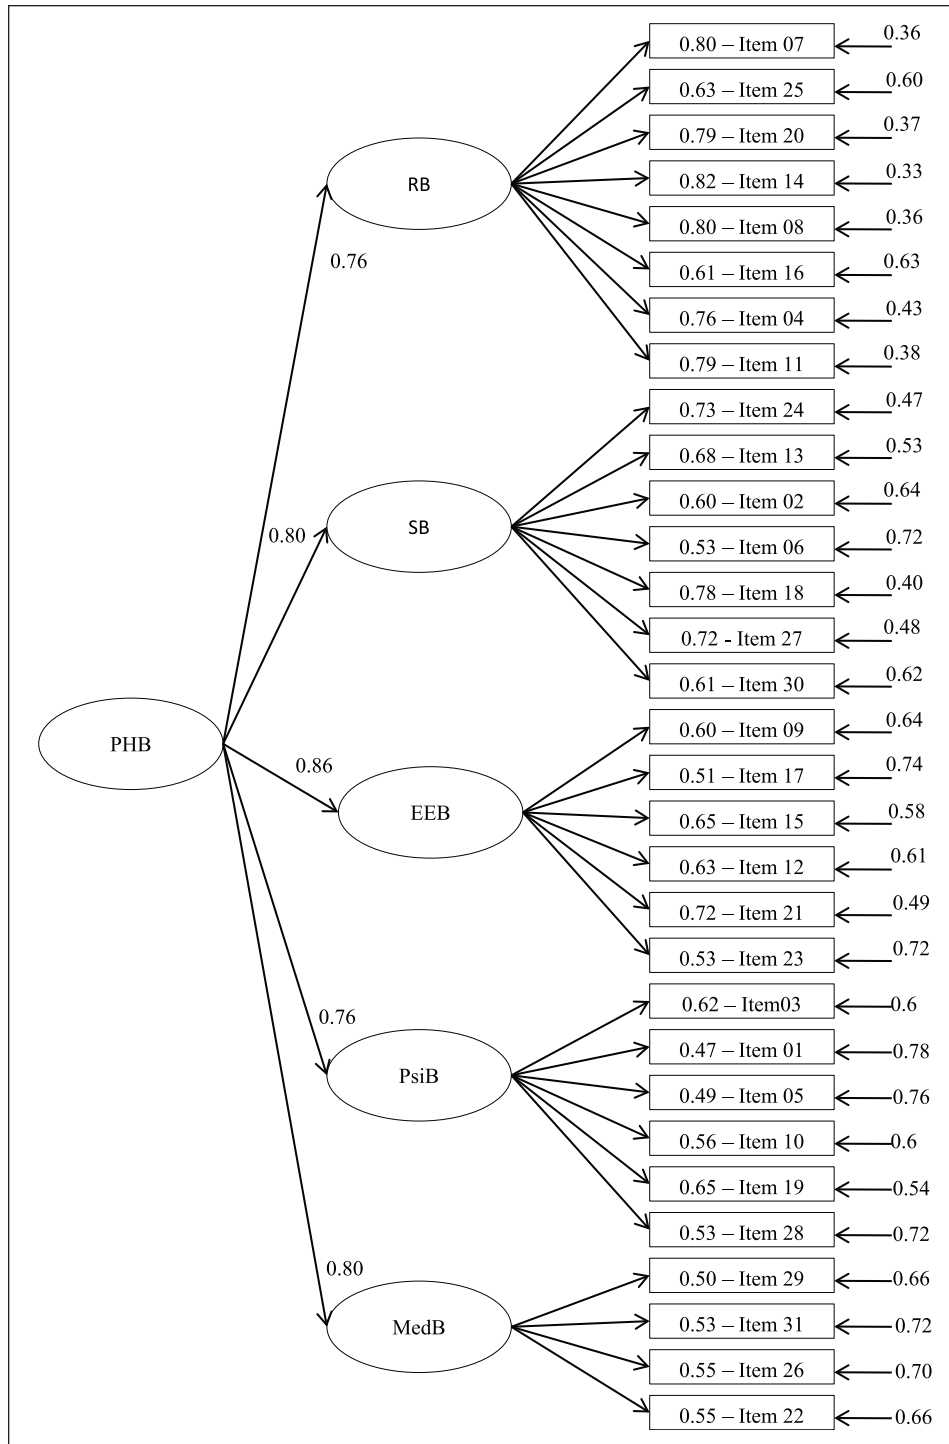 0.80 – Item 07 0.36
0.63 – Item 25 0.60
0.79 – Item 20 0.37
RB 0.82 – Item 14 0.33
0.80 – Item 08 0.36
0.76 0.61 – Item 16 0.63
0.76 – Item 04 0.43
0.79 – Item 11 0.38
0.73 – Item 24 0.47
0.68 – Item 13 0.53
0.60 – Item 02 0.64
0.80 SB 0.53 – Item 06 0.72
0.78 – Item 18 0.40
0.72 - Item 27 0.48
0.61 – Item 30 0.62
PHB 0.60 – Item 09 0.64
0.86 0.51 – Item 17 0.74
EEB 0.65 – Item 15 0.58
0.63 – Item 12 0.61
0.72 – Item 21 0.49
0.53 – Item 23 0.72
0.76 0.62 – Item03 0.6
0.47 – Item 01 0.78
PsiB 0.49 – Item 05 0.76
0.56 – Item 10 0.6
0.65 – Item 19 0.54
0.53 – Item 28 0.72
0.80 0.50 – Item 29 0.66
MedB 0.53 – Item 31 0.72
0.55 – Item 26 0.70
0.55 – Item 22 0.66